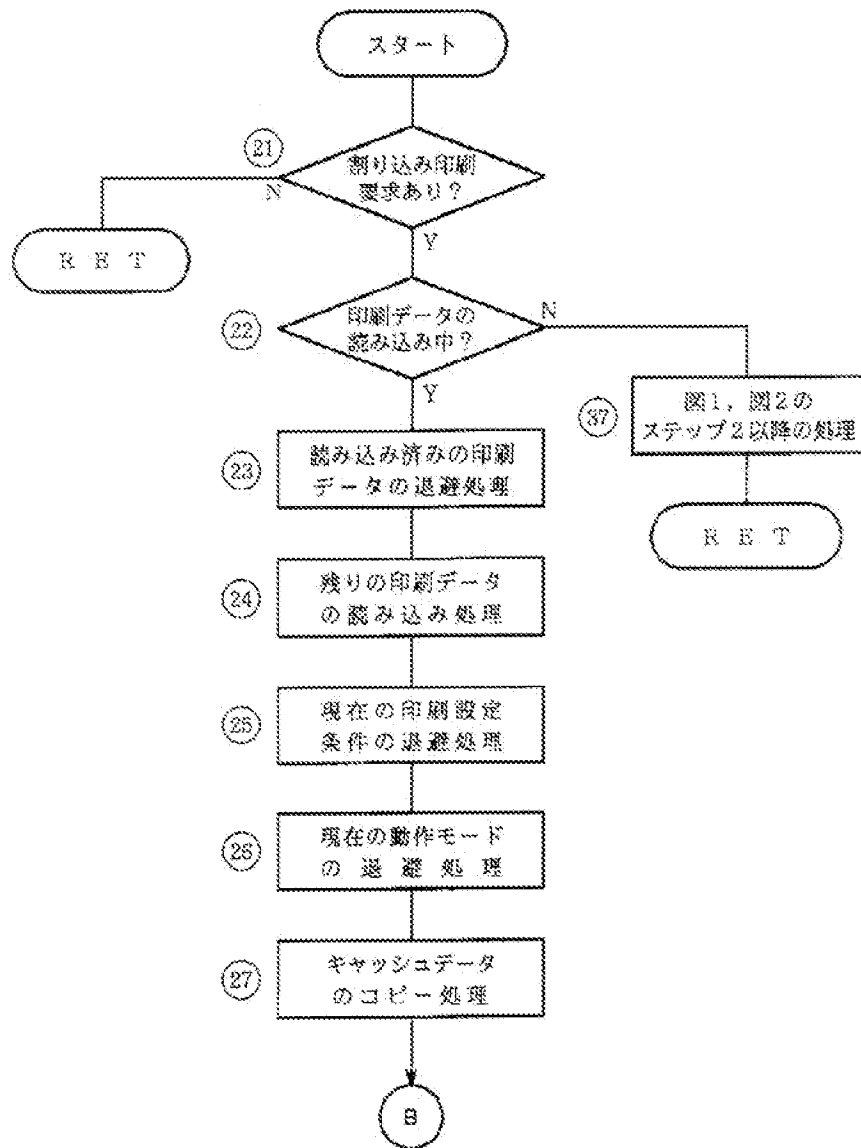 スタート
21
割り込み印刷
要求あり？
N
R E T
Y
22
印刷データの
読み込み中？
N
Y
37
図1，図2の
ステップ2以降の処理
R E T
23
読み込み済みの印刷
データの退避処理
24
残りの印刷データ
の読み込み処理
25
現在の印刷設定
条件の退避処理
26
現在の動作モード
の退避処理
27
キャッシュデータ
のコピー処理
B